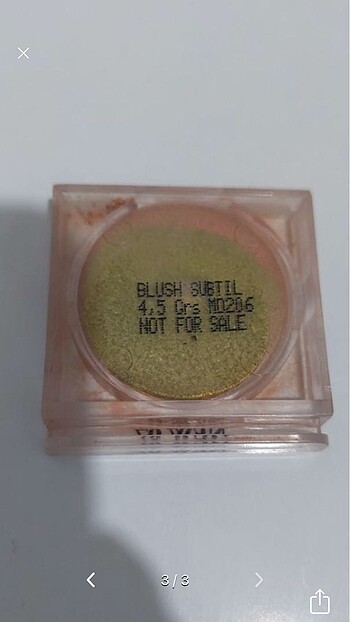 BLUSH SUBTIL
4,5 Grs MD206
NOT FOR SALE
3/3